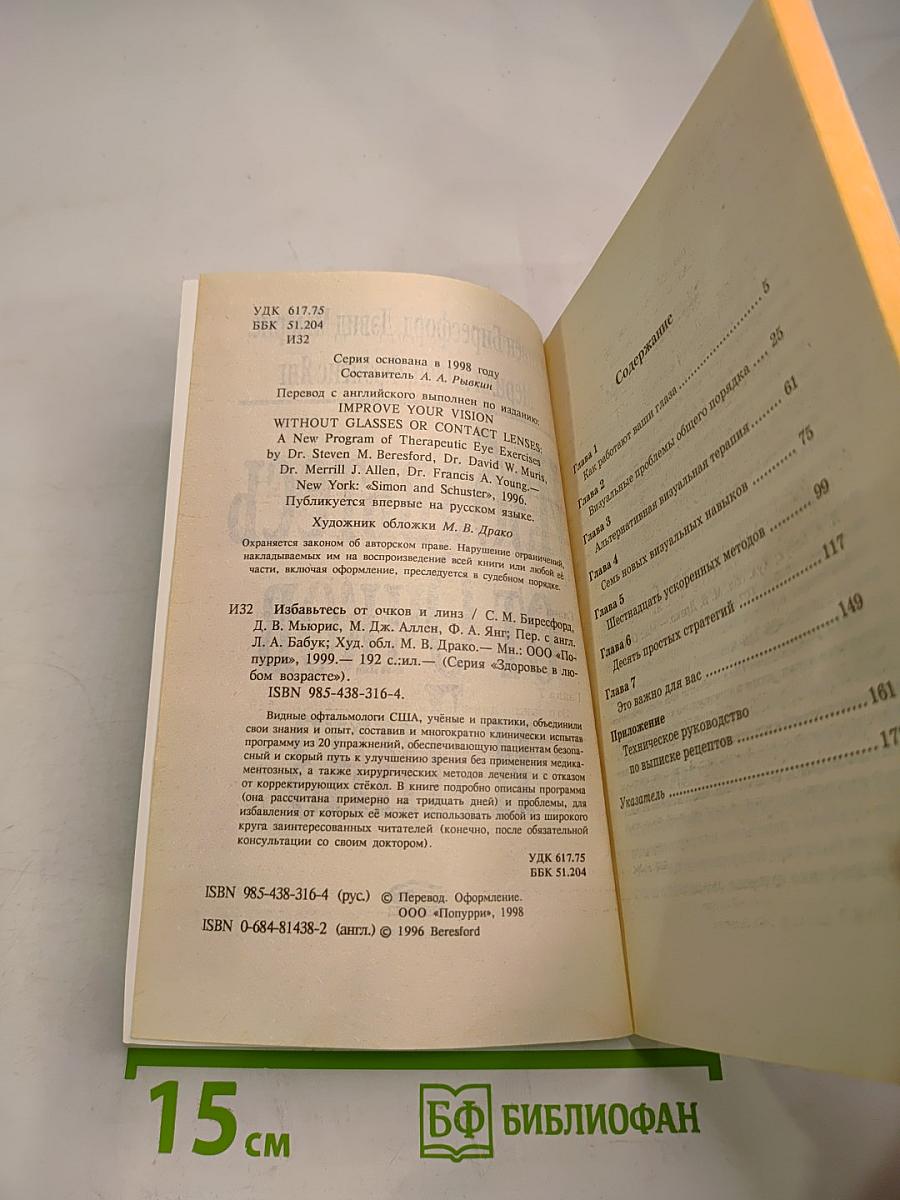 УДК 617.75
ББК 51.204
И32
Серия основана в 1998 году
Составитель А. А. Рывкин
Перевод с английского выполнен по изданию:
IMPROVE YOUR VISION
WITHOUT GLASSES OR CONTACT LENSES:
A New Program of Therapeutic Eye Exercises
by Dr. Steven M. Beresford, Dr. David W. Muris,
Dr. Merrill J. Allen, Dr. Francis A. Young.—
New York: «Simon and Schuster», 1996.
Публикуется впервые на русском языке.
Художник обложки М. В. Драко
Охраняется законом об авторском праве. Нарушение ограничений,
накладываемых им на воспроизведение всей книги или любой её
части, включая оформление, преследуется в судебном порядке.
И32 Избавьтесь от очков и линз / С. М. Биресфорд,
Д. В. Мьюрис, М. Дж. Аллен, Ф. А. Янг; Пер. с англ.
Л. А. Бабук; Худ. обл. М. В. Драко.— Мн.: ООО «По-
пурри», 1999.— 192 с.:ил.— (Серия «Здоровье в лю-
бом возрасте»).
ISBN 985-438-316-4.
Видные офтальмологи США, учёные и практики, объединили
свои знания и опыт, составив и многократно клинически испытав
программу из 20 упражнений, обеспечивающую пациентам безопас-
ный и скорый путь к улучшению зрения без применения медика-
ментозных, а также хирургических методов лечения и с отказом
от корректирующих стёкол. В книге подробно описаны программа
(она рассчитана примерно на тридцать дней) и проблемы, для
избавления от которых её может использовать любой из широкого
круга заинтересованных читателей (конечно, после обязательной
консультации со своим доктором).
УДК 617.75
ББК 51.204
ISBN 985-438-316-4 (рус.) © Перевод. Оформление.
ООО «Попурри», 1998
ISBN 0-684-81438-2 (англ.) © 1996 Beresford
Содержание
Глава 1
Как работают ваши глаза 5
Глава 2
Визуальные проблемы общего порядка 25
Глава 3
Альтернативная визуальная терапия 61
Глава 4
Семь новых визуальных навыков 75
Глава 5
Шестнадцать ускоренных методов 99
Глава 6
Десять простых стратегий 117
Глава 7
Это важно для вас 149
Приложение
Техническое руководство
по выписке рецептов 161
Указатель
15 см
БФ БИБЛИОФАН